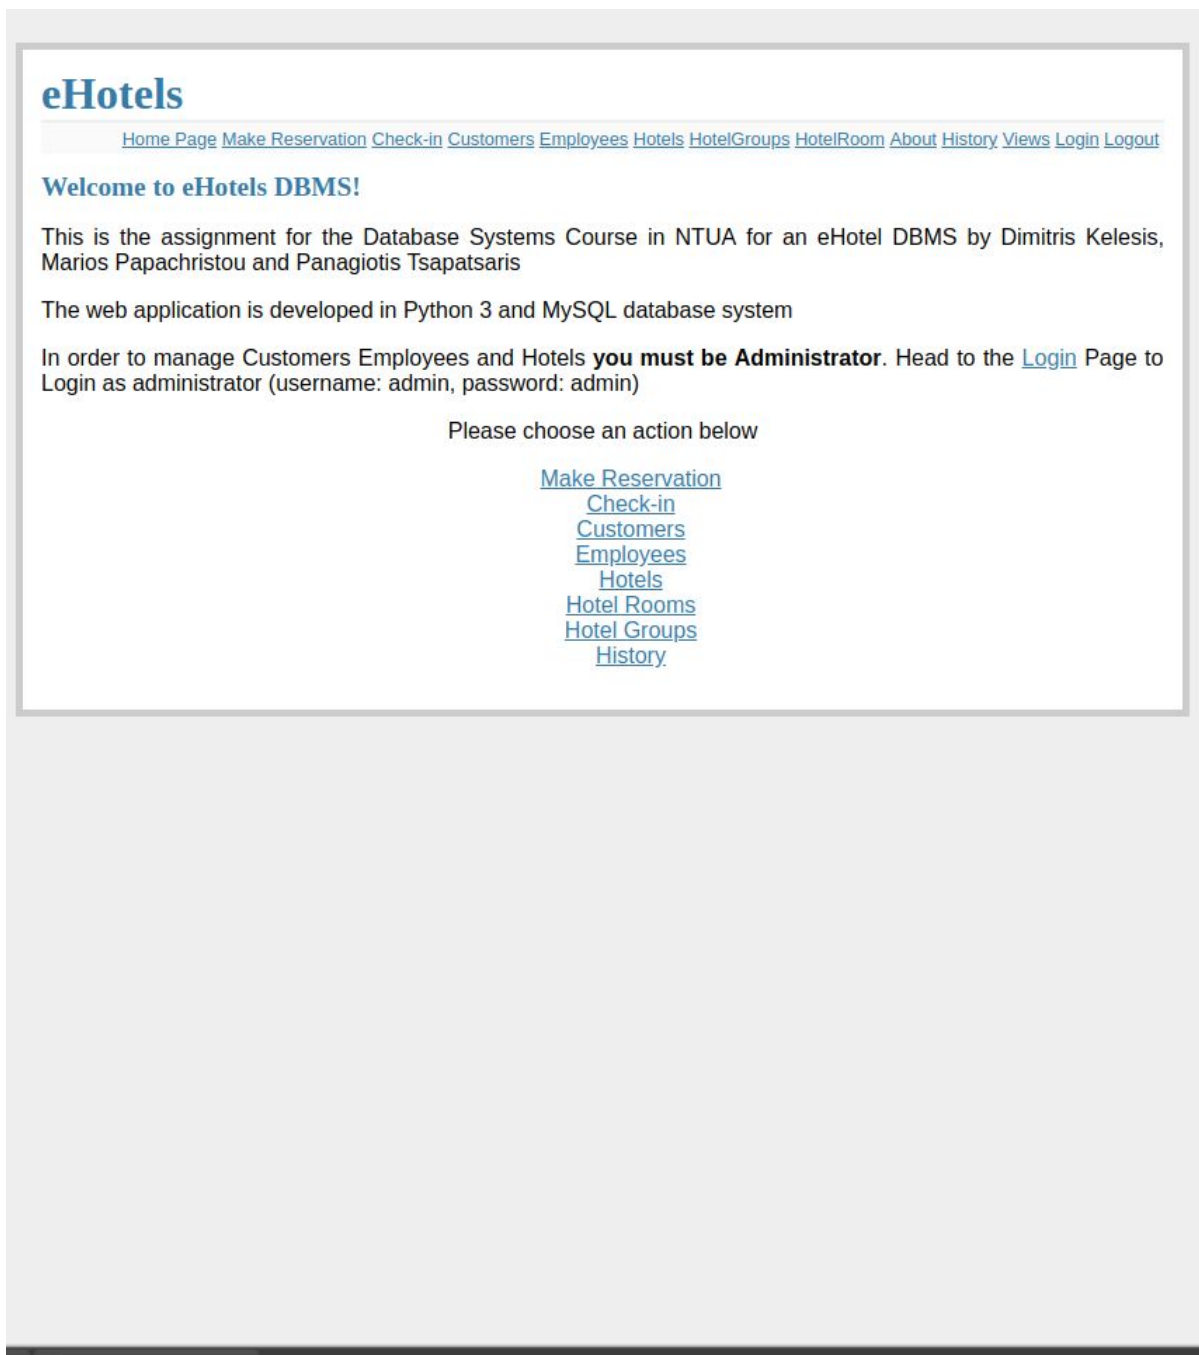 eHotels
Home Page Make Reservation Check-in Customers Employees Hotels HotelGroups HotelRoom About History Views Login Logout
Welcome to eHotels DBMS!
This is the assignment for the Database Systems Course in NTUA for an eHotel DBMS by Dimitris Kelesis,
Marios Papachristou and Panagiotis Tsapatsaris
The web application is developed in Python 3 and MySQL database system
In order to manage Customers Employees and Hotels you must be Administrator. Head to the Login Page to
Login as administrator (username: admin, password: admin)
Please choose an action below
Make Reservation
Check-in
Customers
Employees
Hotels
Hotel Rooms
Hotel Groups
History